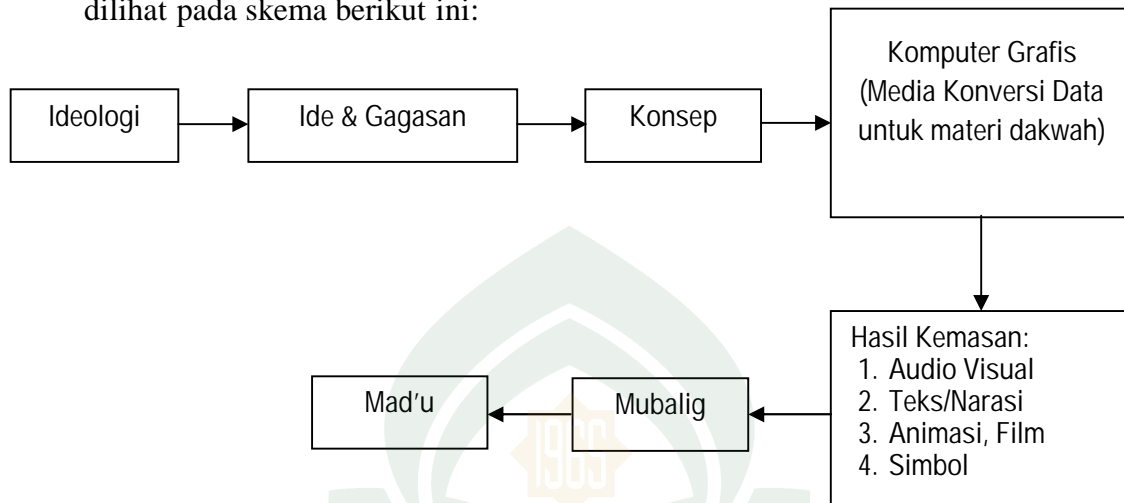 dilihat pada skema berikut ini:
Ideologi
Ide & Gagasan
Konsep
Komputer Grafis
(Media Konversi Data
untuk materi dakwah)
Hasil Kemasan:
1. Audio Visual
2. Teks/Narasi
3. Animasi, Film
4. Simbol
Mubalig
Mad'u
1965